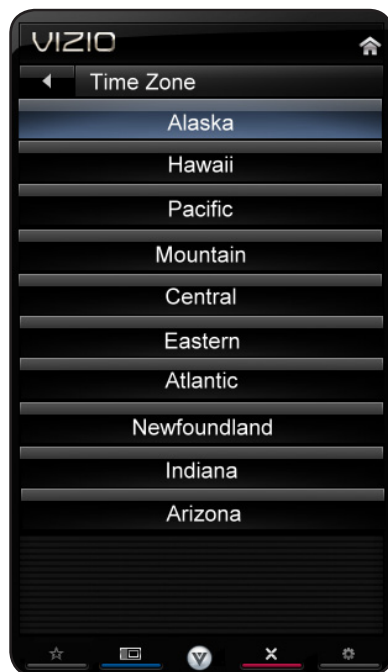 VIZIO
Time Zone
Alaska
Hawaii
Pacific
Mountain
Central
Eastern
Atlantic
Newfoundland
Indiana
Arizona
V